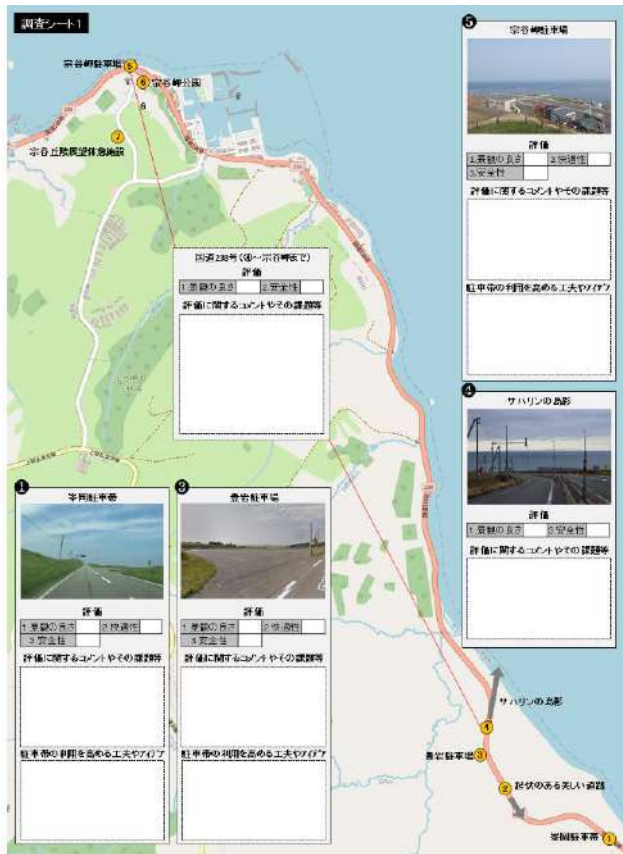 調査シート1
宗谷岬駐車場
5
6
宗谷岬公園
6
7
宗谷丘陵展望休憩施設
国道238号(④~宗谷岬まで)
評価
1.景観の良さ
2.安全性
評価に関するコメントやその課題等
❺
宗谷岬駐車場
評価
1.景観の良さ
2.快適性
3.安全性
評価に関するコメントやその課題等
駐車帯の利用を高める工夫やアイデア
❹
サハリンの島影
評価
1.景観の良さ
3.安全性
評価に関するコメントやその課題等
❶
峯岡駐車帯
評価
1.景観の良さ
2.快適性
3.安全性
評価に関するコメントやその課題等
駐車帯の利用を高める工夫やアイデア
❸
豊岩駐車場
評価
1.景観の良さ
2.快適性
3.安全性
評価に関するコメントやその課題等
駐車帯の利用を高める工夫やアイデア
サハリンの島影
4
豊岩駐車場
3
2
起伏のある美しい道路
峯岡駐車帯
1